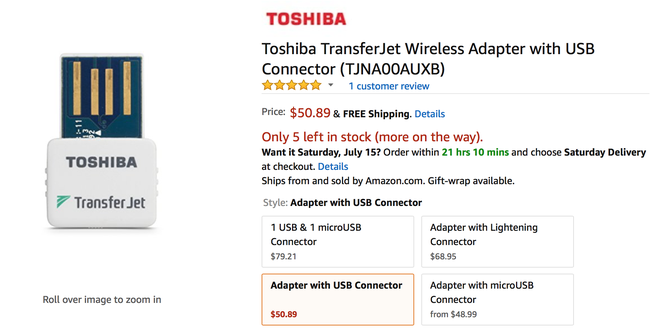 TOSHIBA
Toshiba TransferJet Wireless Adapter with USB
Connector (TJNA00AUXB)
1 customer review
Price: $50.89 & FREE Shipping. Details
Only 5 left in stock (more on the way).
Want it Saturday, July 15? Order within 21 hrs 10 mins and choose Saturday Delivery
at checkout. Details
Ships from and sold by Amazon.com. Gift-wrap available.
Style: Adapter with USB Connector
1 USB & 1 microUSB
Connector
$79.21
Adapter with Lightening
Connector
$68.95
Adapter with USB Connector
$50.89
Adapter with microUSB
Connector
from $48.99
TOSHIBA
TransferJet
Roll over image to zoom in